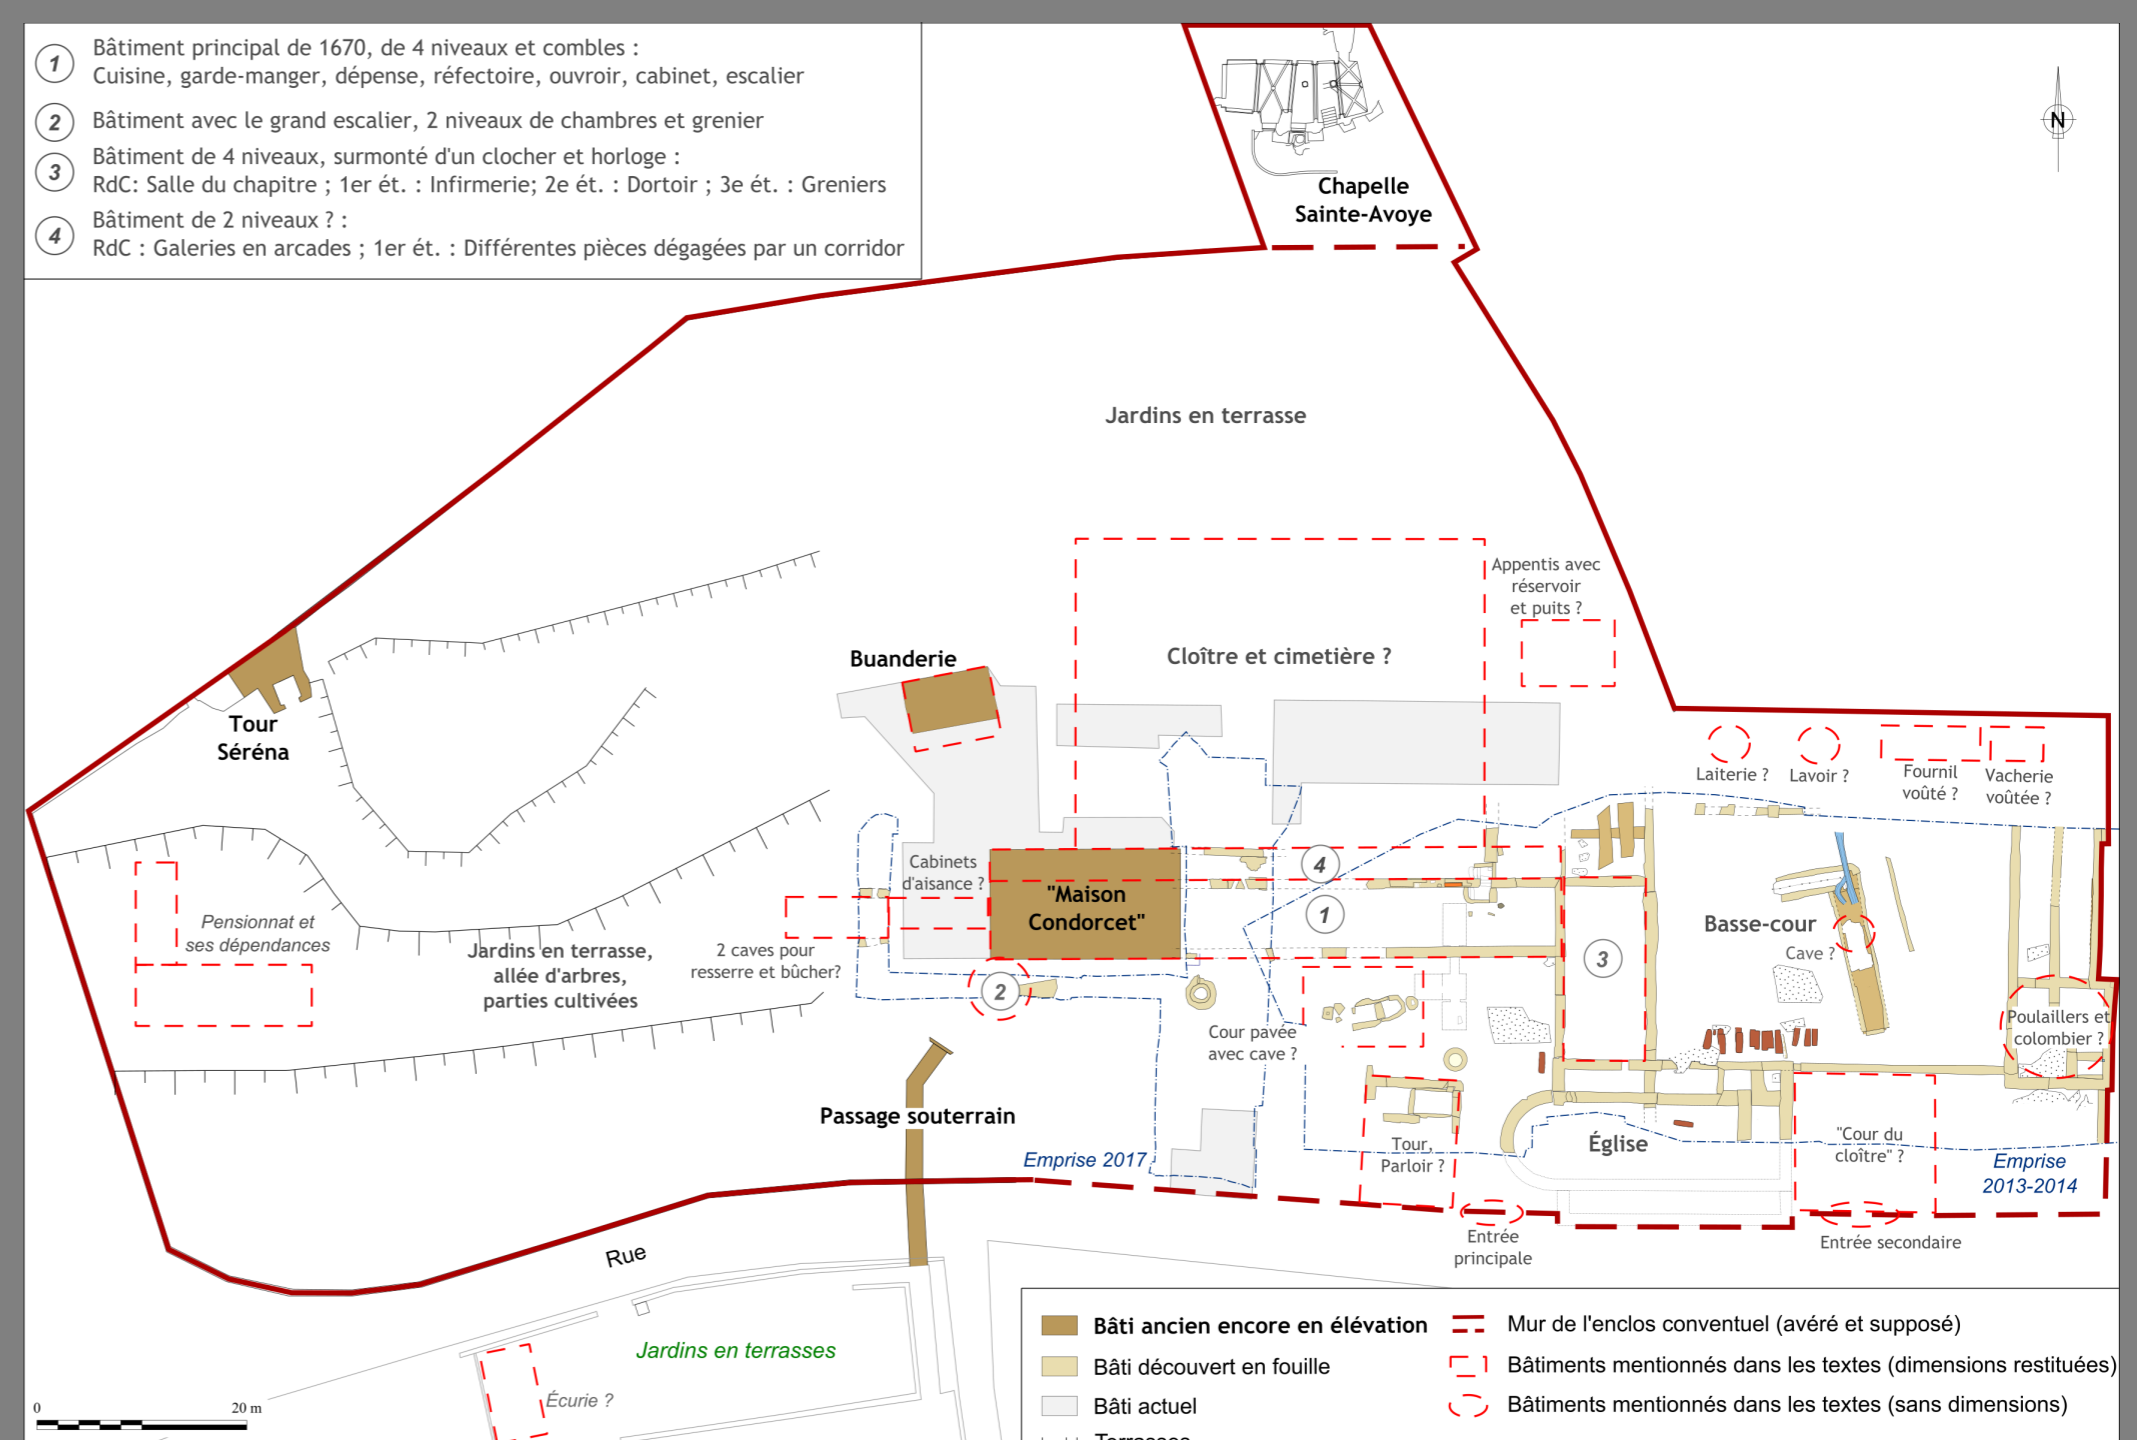 1
Bâtiment principal de 1670, de 4 niveaux et combles :
Cuisine, garde-manger, dépense, réfectoire, ouvroir, cabinet, escalier
2
Bâtiment avec le grand escalier, 2 niveaux de chambres et grenier
3
Bâtiment de 4 niveaux, surmonté d'un clocher et horloge :
RdC: Salle du chapitre ; 1er ét. : Infirmerie; 2e ét. : Dortoir ; 3e ét. : Greniers
4
Bâtiment de 2 niveaux ? :
RdC : Galeries en arcades ; 1er ét. : Différentes pièces dégagées par un corridor
N
Chapelle
Sainte-Avoye
Jardins en terrasse
Appentis avec
réservoir
et puits ?
Cloître et cimetière ?
Buanderie
Tour
Séréna
Laiterie ?
Lavoir ?
Fournil
voûté ?
Vacherie
voûtée ?
Cabinets
d'aisance ?
"Maison
Condorcet"
4
1
3
2
Basse-cour
Cave ?
Pensionnat et
ses dépendances
Jardins en terrasse,
allée d'arbres,
parties cultivées
2 caves pour
resserre et bûcher?
Cour pavée
avec cave ?
Poulaillers et
colombier ?
Passage souterrain
Tour,
Parloir ?
Église
"Cour du
cloître" ?
Emprise 2017
Emprise
2013-2014
Entrée
principale
Entrée secondaire
Rue
Jardins en terrasses
Écurie ?
0
20 m
Bâti ancien encore en élévation
Bâti découvert en fouille
Bâti actuel
Terrasses
Mur de l'enclos conventuel (avéré et supposé)
Bâtiments mentionnés dans les textes (dimensions restituées)
Bâtiments mentionnés dans les textes (sans dimensions)